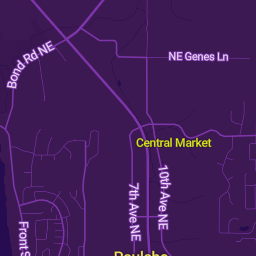 NE Genes Ln
Bond Rd NE
Central Market
7th Ave NE
10th Ave NE
Front S